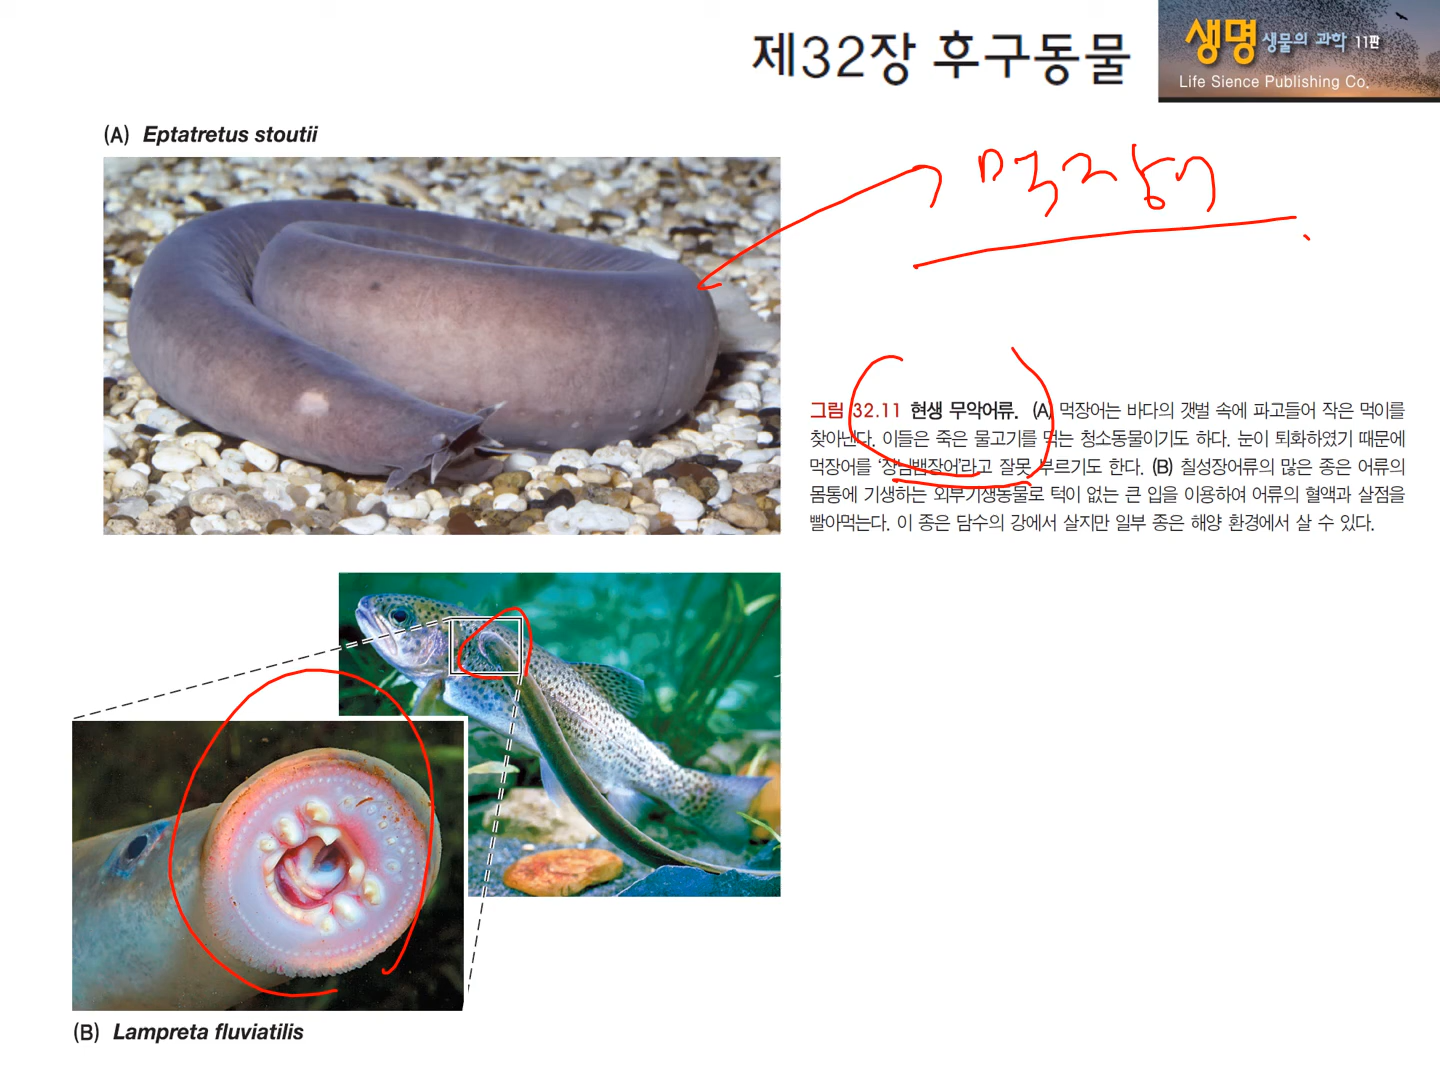 제32장 후구동물
생명 생물의 과학 11판
Life Sience Publishing Co.
(A) Eptatretus stoutii
먹장어
그림 32.11 현생 무악어류. (A) 먹장어는 바다의 갯벌 속에 파고들어 작은 먹이를
찾아낸다. 이들은 죽은 물고기를 먹는 청소동물이기도 하다. 눈이 퇴화하였기 때문에
먹장어를 '장님뱀장어'라고 잘못 부르기도 한다. (B) 칠성장어류의 많은 종은 어류의
몸통에 기생하는 외부기생동물로 턱이 없는 큰 입을 이용하여 어류의 혈액과 살점을
빨아먹는다. 이 종은 담수의 강에서 살지만 일부 종은 해양 환경에서 살 수 있다.
(B) Lampreta fluviatilis